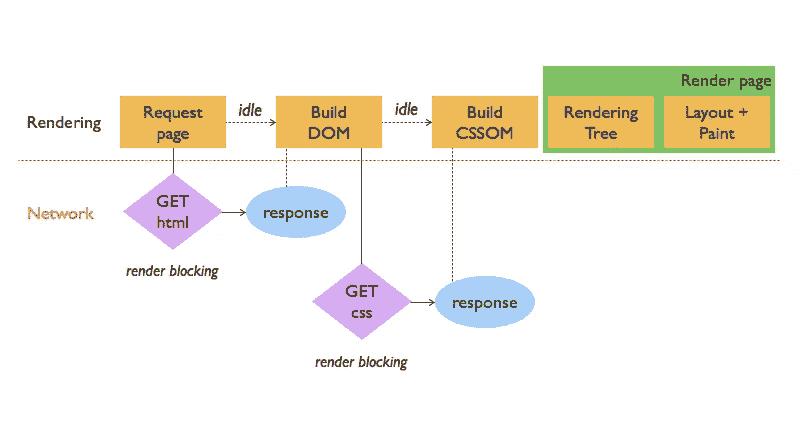 Render page
Rendering
Request
page
idle
Build
DOM
idle
Build
CSSOM
Rendering
Tree
Layout +
Paint
Network
GET
html
response
render blocking
GET
css
response
render blocking